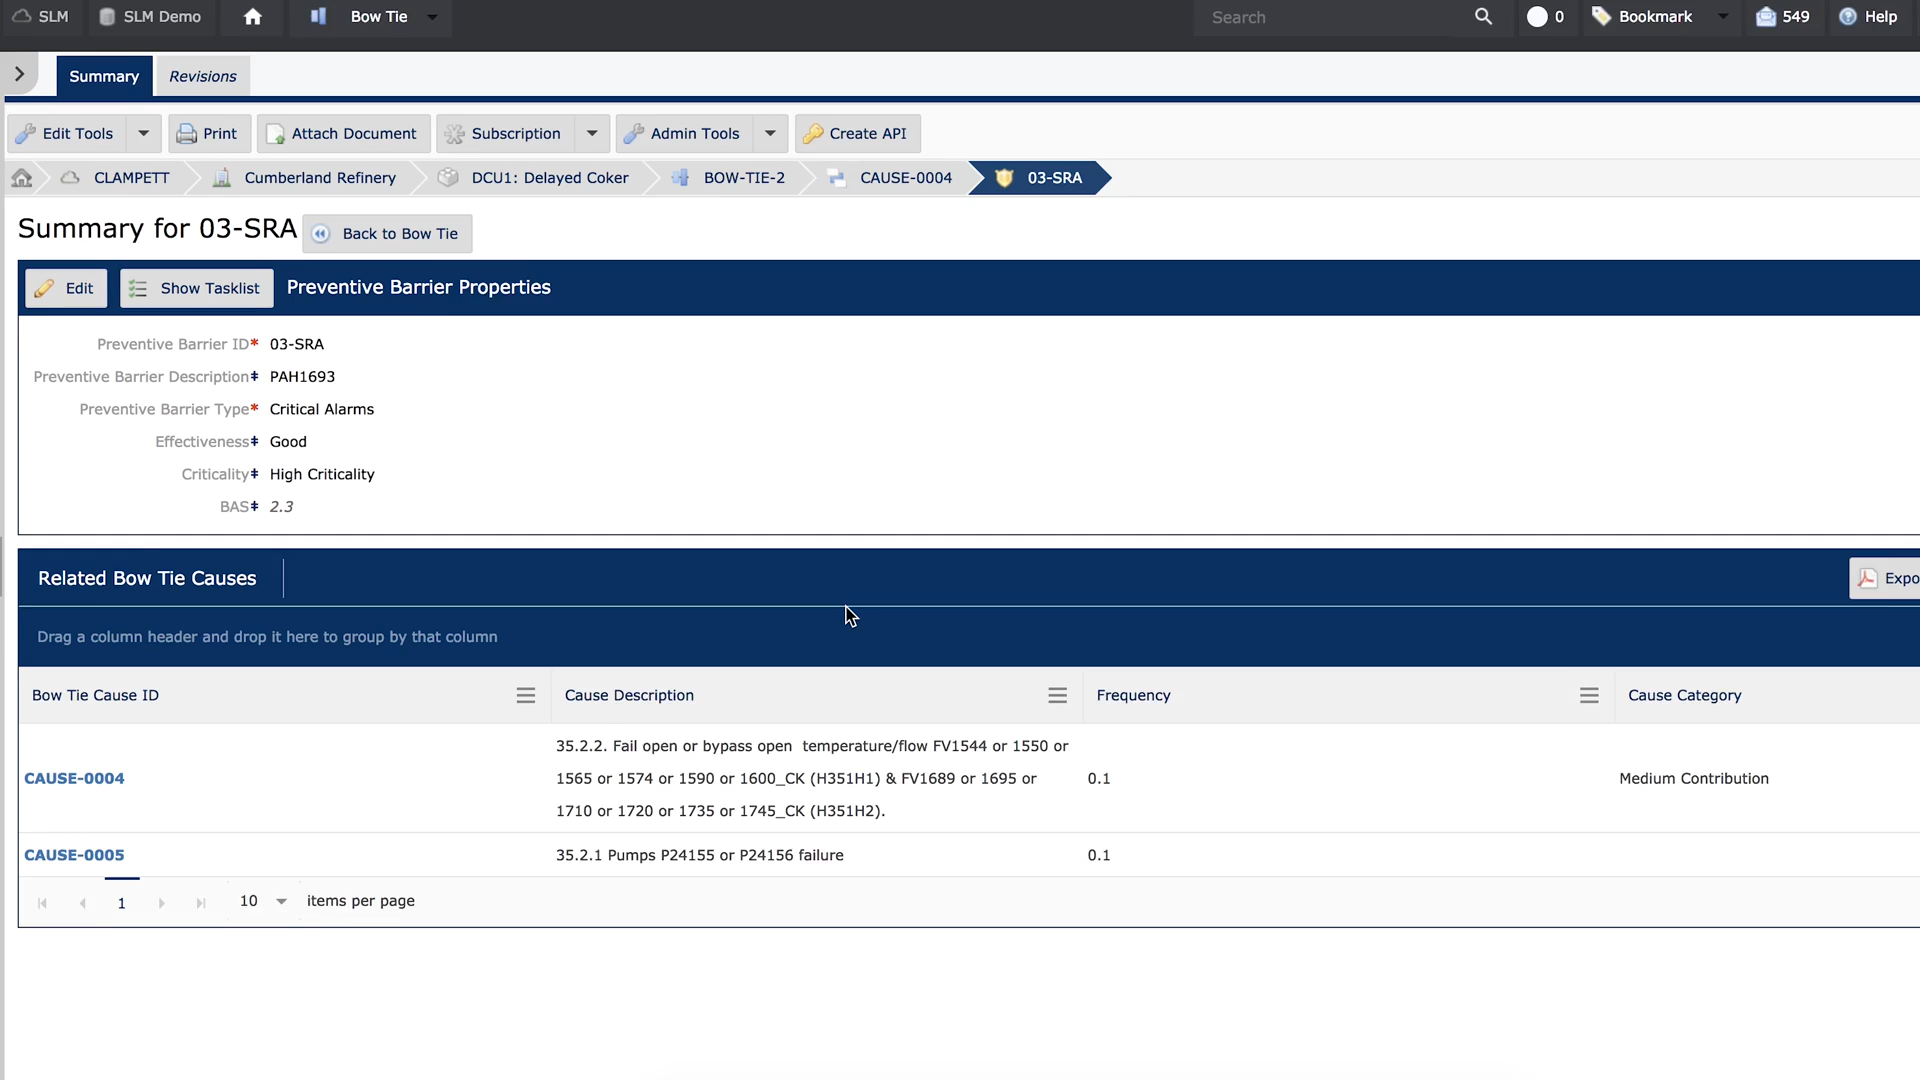 SLM SLM Demo Bow Tie Search 0 Bookmark 549 Help
Summary Revisions
Edit Tools Print Attach Document Subscription Admin Tools Create API
CLAMPETT Cumberland Refinery DCU1: Delayed Coker BOW-TIE-2 CAUSE-0004 03-SRA
Summary for 03-SRA Back to Bow Tie
Edit Show Tasklist Preventive Barrier Properties
Preventive Barrier ID* 03-SRA
Preventive Barrier Description‡ PAH1693
Preventive Barrier Type* Critical Alarms
Effectiveness‡ Good
Criticality‡ High Criticality
BAS‡ 2.3
Related Bow Tie Causes Expo
Drag a column header and drop it here to group by that column
Bow Tie Cause ID Cause Description Frequency Cause Category
35.2.2. Fail open or bypass open temperature/flow FV1544 or 1550 or
CAUSE-0004 1565 or 1574 or 1590 or 1600_CK (H351H1) & FV1689 or 1695 or 0.1 Medium Contribution
1710 or 1720 or 1735 or 1745_CK (H351H2).
CAUSE-0005 35.2.1 Pumps P24155 or P24156 failure 0.1
1 10 items per page